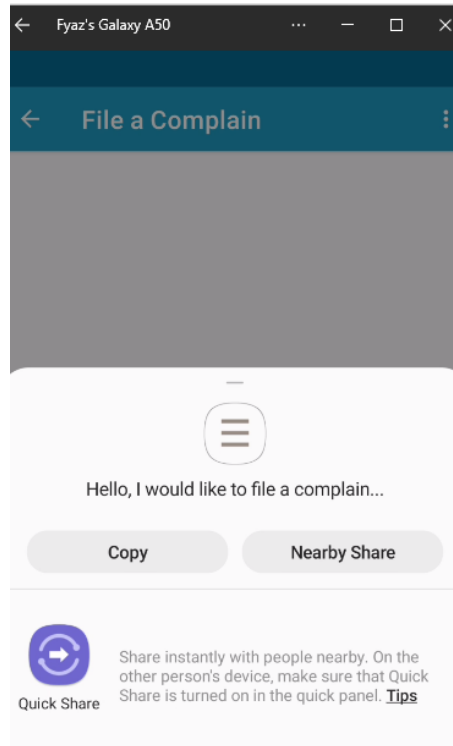 Fyaz's Galaxy A50
File a Complain
Hello, I would like to file a complain...
Copy
Nearby Share
Quick Share
Share instantly with people nearby. On the
other person's device, make sure that Quick
Share is turned on in the quick panel. Tips